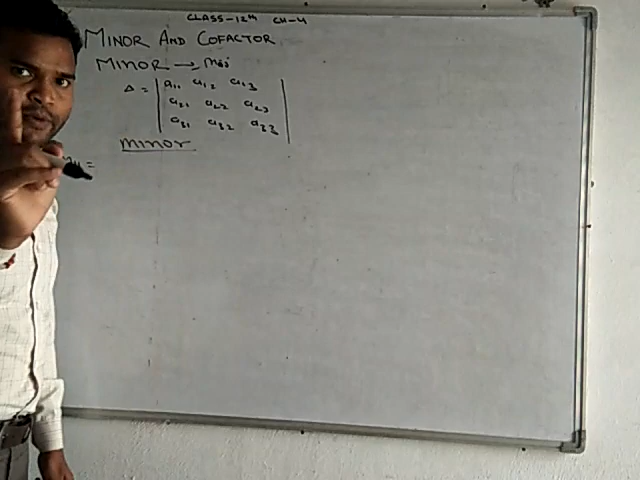 CLASS-12th CH-4
MINOR AND COFACTOR
MINOR → Mij
Δ = | a11 a12 a13 |
| a21 a22 a23 |
| a31 a32 a33 |
minor
M11 =